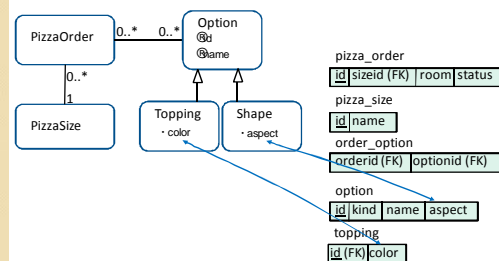 Option
®id
®name
PizzaOrder
0..*
0..*
0..*
1
PizzaSize
Topping
· color
Shape
· aspect
pizza_order
id sizeid (FK) room status
pizza_size
id name
order_option
orderid (FK) optionid (FK)
option
id kind name aspect
topping
id (FK) color